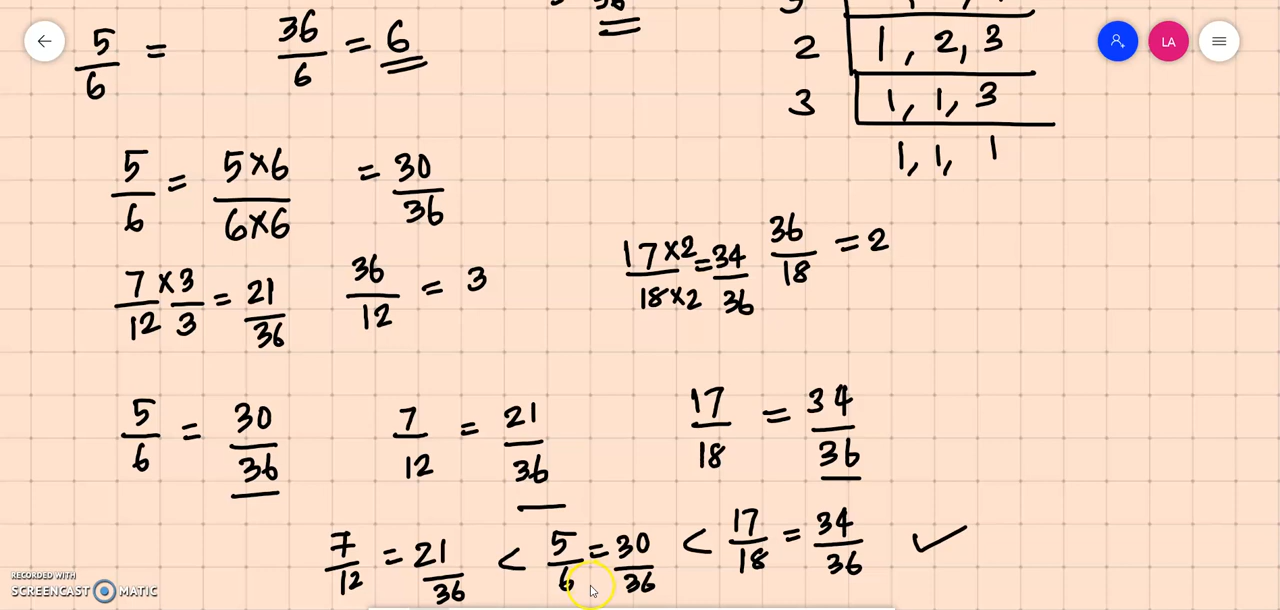 5/6 = 36/6 = 6
2 | 1, 2, 3
3 | 1, 1, 3
1, 1, 1
5/6 = 5×6/6×6 = 30/36
7/12 × 3/3 = 21/36 36/12 = 3
17×2/18×2 = 34/36 36/18 = 2
5/6 = 30/36 7/12 = 21/36 17/18 = 34/36
7/12 = 21/36 < 5/6 = 30/36 < 17/18 = 34/36 ✓
LA
RECORDED WITH
SCREENCAST MATIC